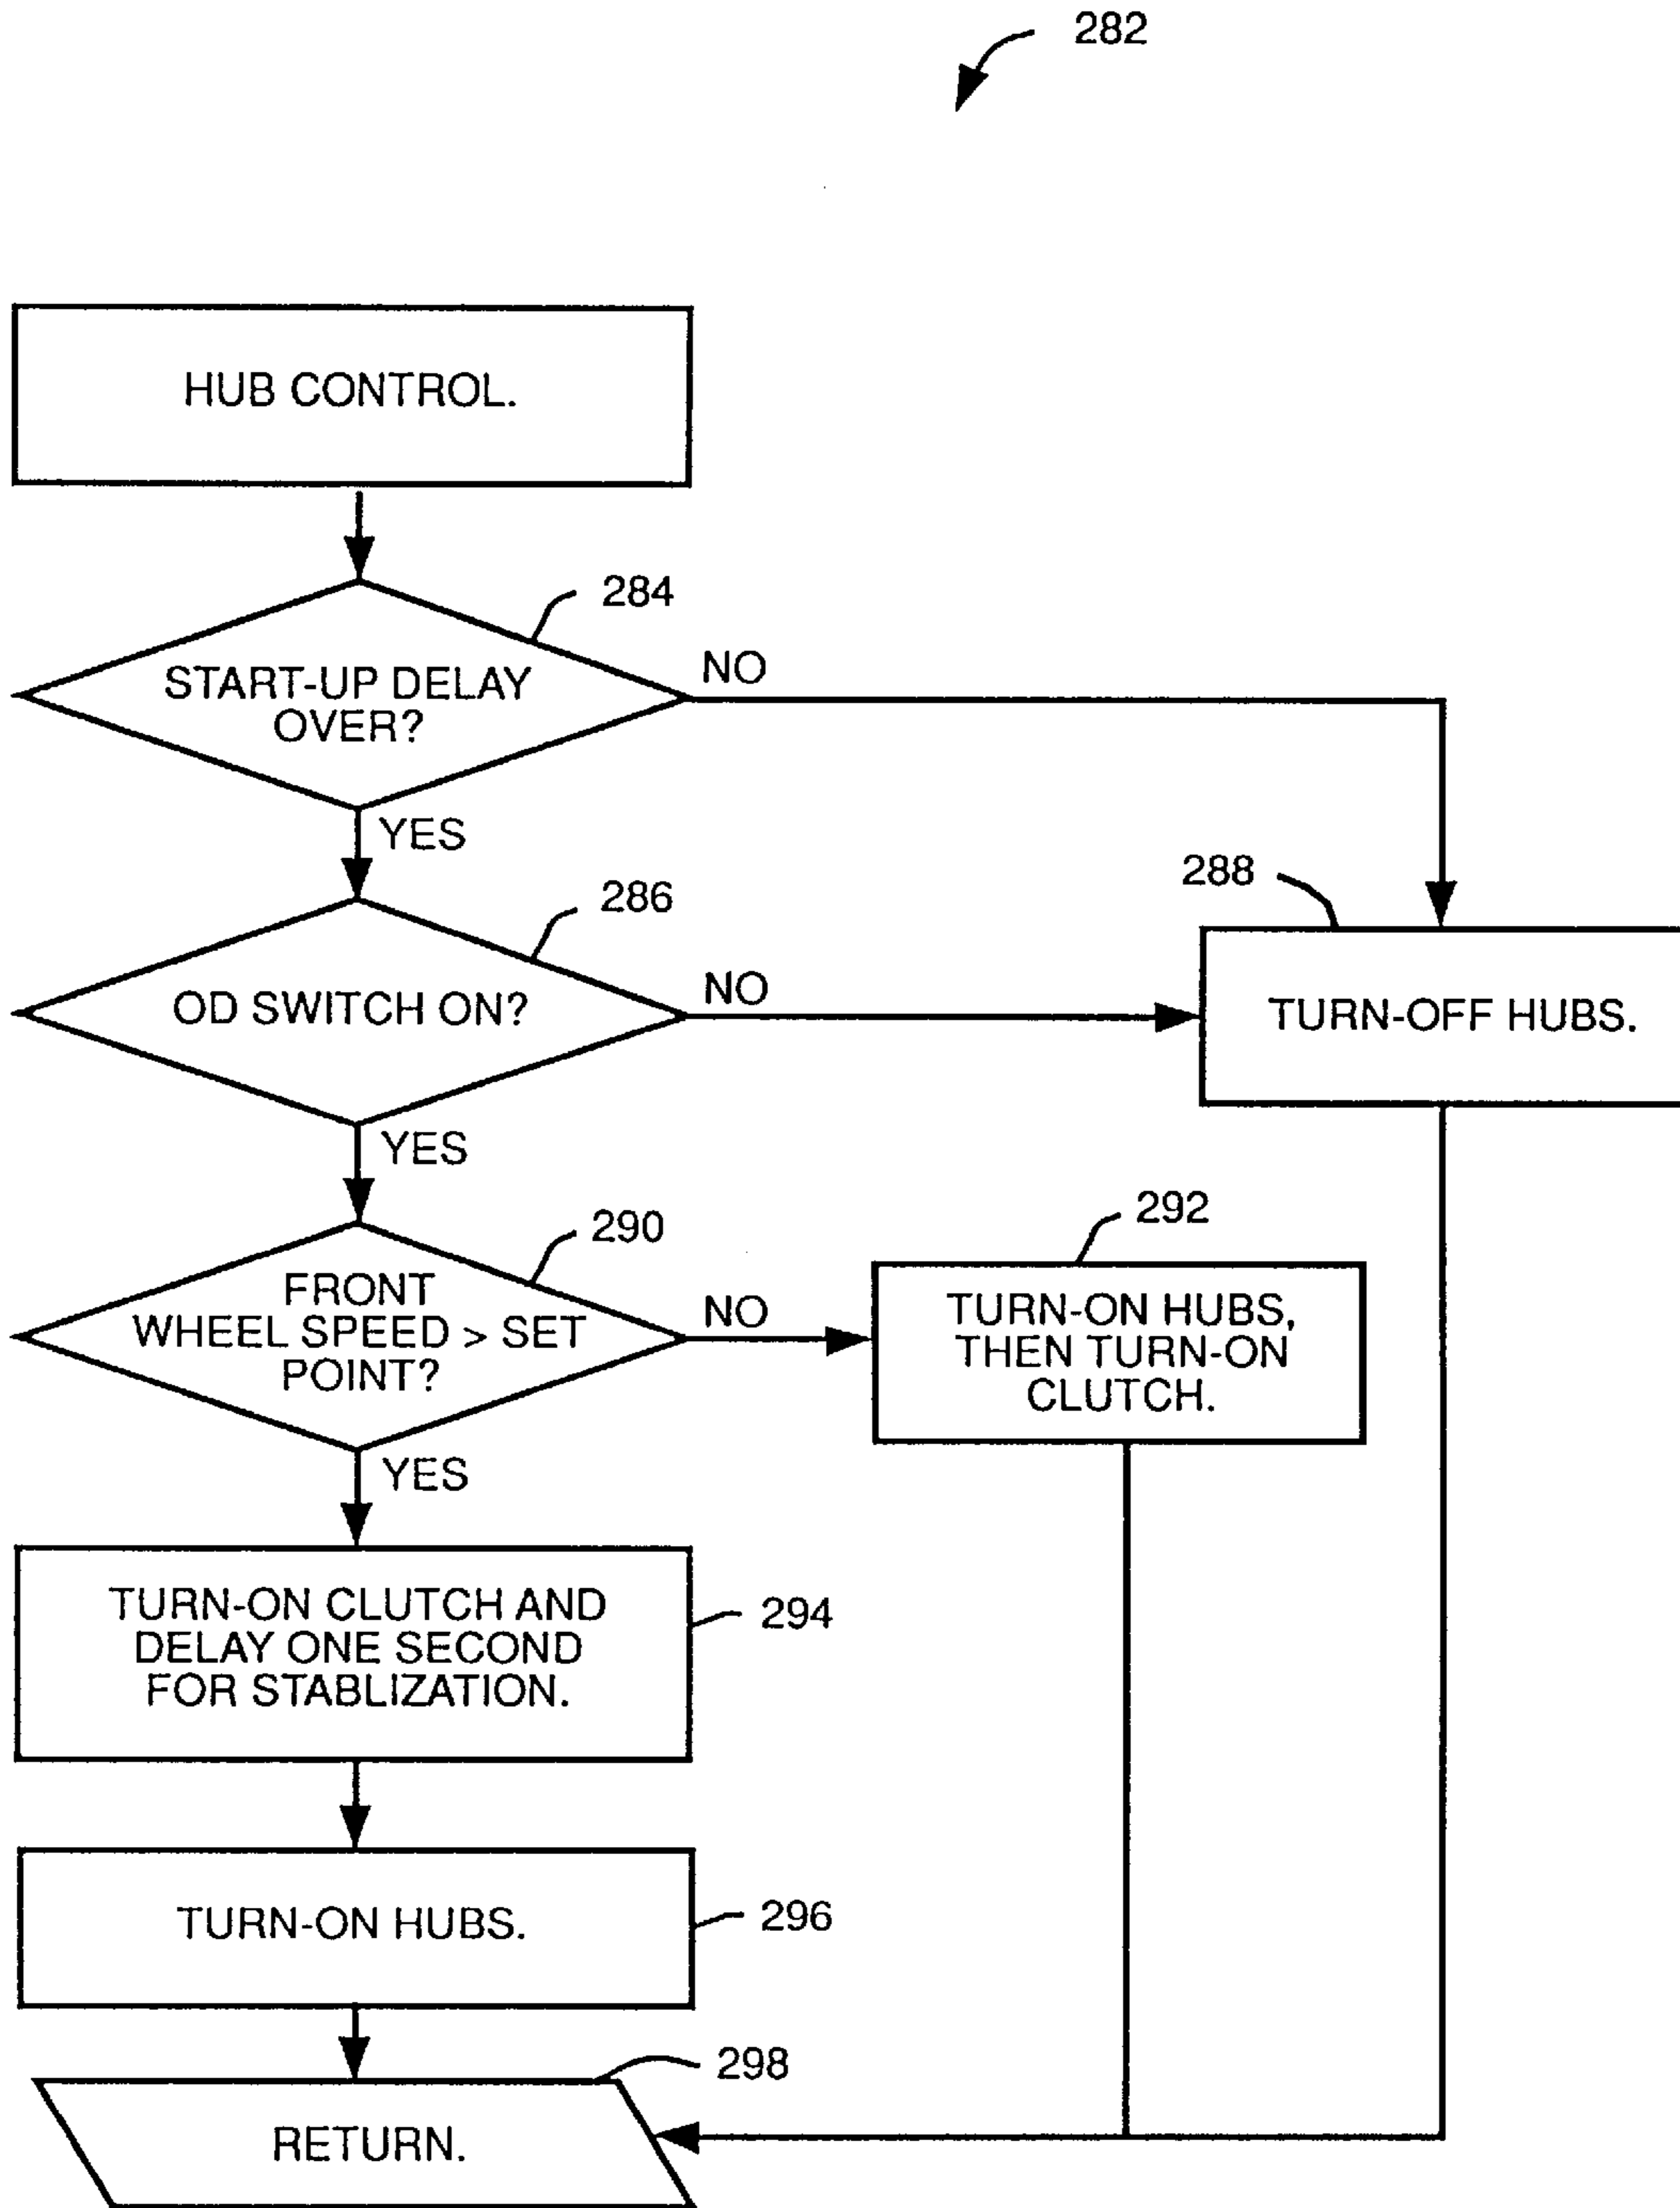 282
HUB CONTROL.
284
START-UP DELAY
OVER?
NO
YES
286
OD SWITCH ON?
NO
288
TURN-OFF HUBS.
YES
290
FRONT
WHEEL SPEED > SET
POINT?
NO
292
TURN-ON HUBS,
THEN TURN-ON
CLUTCH.
YES
TURN-ON CLUTCH AND
DELAY ONE SECOND
FOR STABLIZATION.
294
TURN-ON HUBS.
296
298
RETURN.